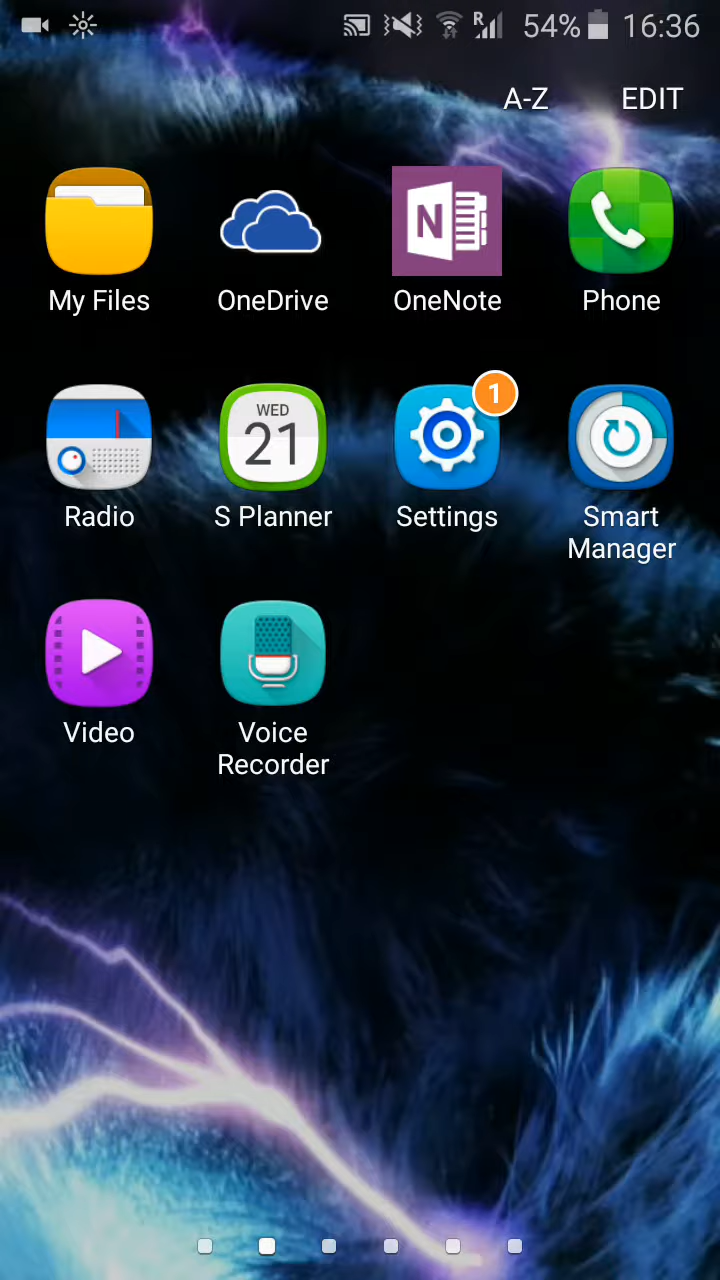 R 54% 16:36
A-Z EDIT
N
My Files OneDrive OneNote Phone
WED
21
1
Radio S Planner Settings Smart
Manager
Video Voice
Recorder